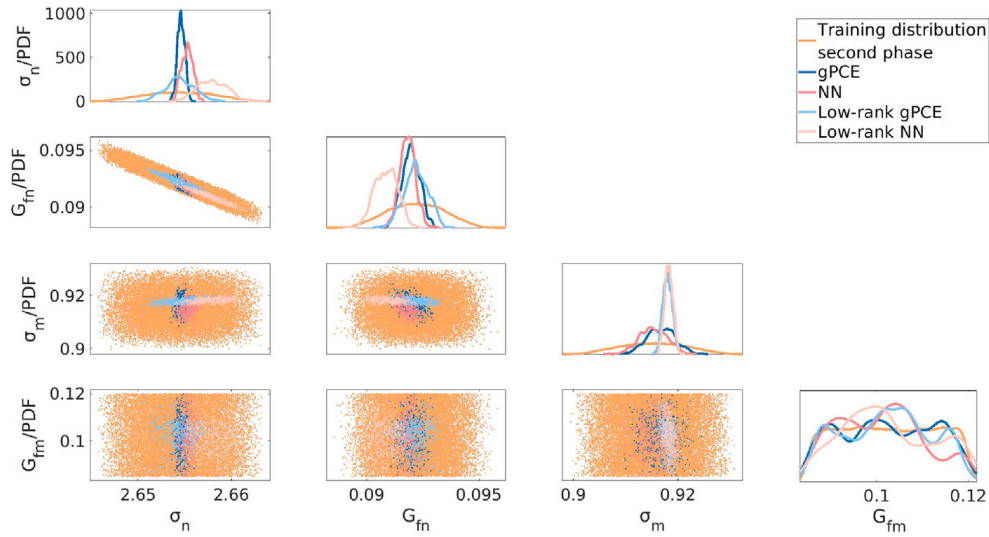 Training distribution
second phase
gPCE
NN
Low-rank gPCE
Low-rank NN
σn/PDF
1000
500
0
Gfn/PDF
0.095
0.09
σm/PDF
0.92
0.9
Gfm/PDF
0.12
0.1
2.65 2.66
σn
0.09 0.095
Gfn
0.9 0.92
σm
0.1 0.12
Gfm